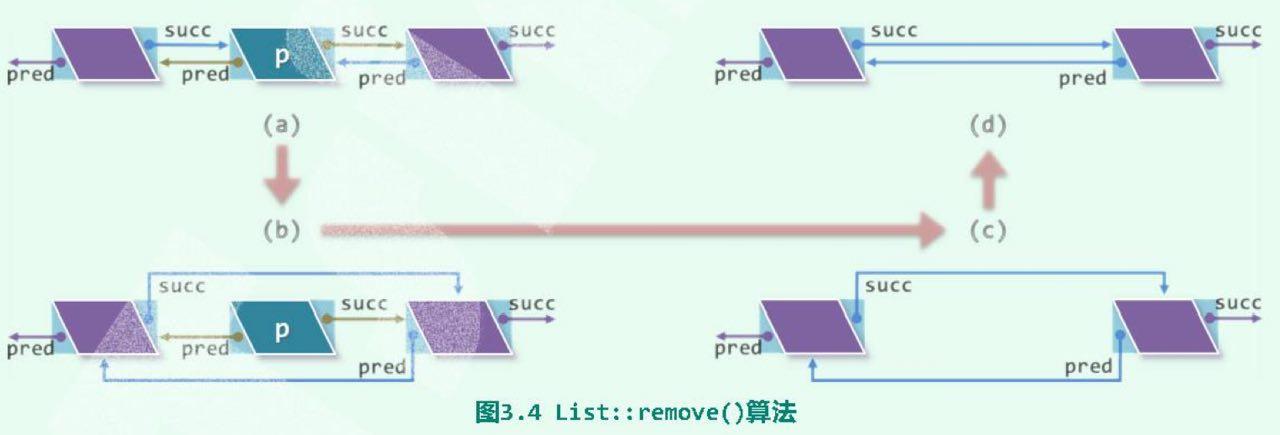 succ succ succ
p
pred pred pred
succ succ
pred pred
(a) (d)
(b) (c)
succ succ succ
p
pred pred pred
succ succ
pred pred
图3.4 List::remove()算法